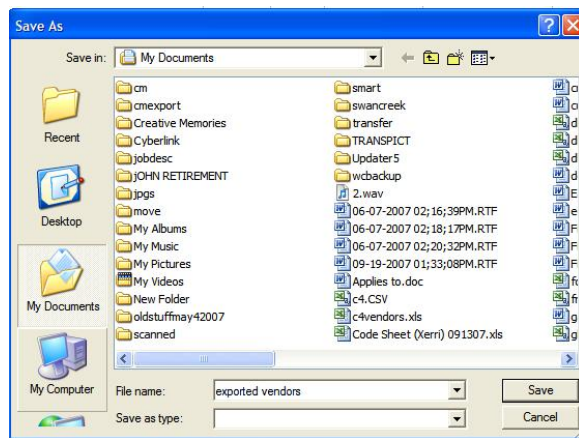 Save As
Save in:
My Documents
Recent
Desktop
My Documents
My Computer
cm
cmexport
Creative Memories
Cyberlink
jobdesc
jOHN RETIREMENT
jpgs
move
My Albums
My Music
My Pictures
My Videos
New Folder
oldstuffmay42007
scanned
smart
swancreek
transfer
TRANSPICT
Updater5
wcbackup
2.wav
06-07-2007 02;16;39PM.RTF
06-07-2007 02;18;17PM.RTF
06-07-2007 02;20;32PM.RTF
09-19-2007 01;33;08PM.RTF
Applies to.doc
c4.CSV
c4vendors.xls
Code Sheet (Xerri) 091307.xls
File name:
exported vendors
Save
Save as type:
Cancel